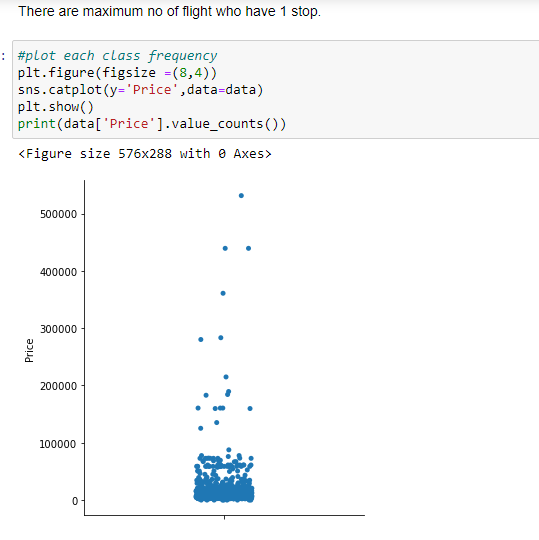 There are maximum no of flight who have 1 stop.
: #plot each class frequency
plt.figure(figsize =(8,4))
sns.catplot(y='Price',data=data)
plt.show()
print(data['Price'].value_counts())
<Figure size 576x288 with 0 Axes>
500000
400000
300000
Price
200000
100000
0